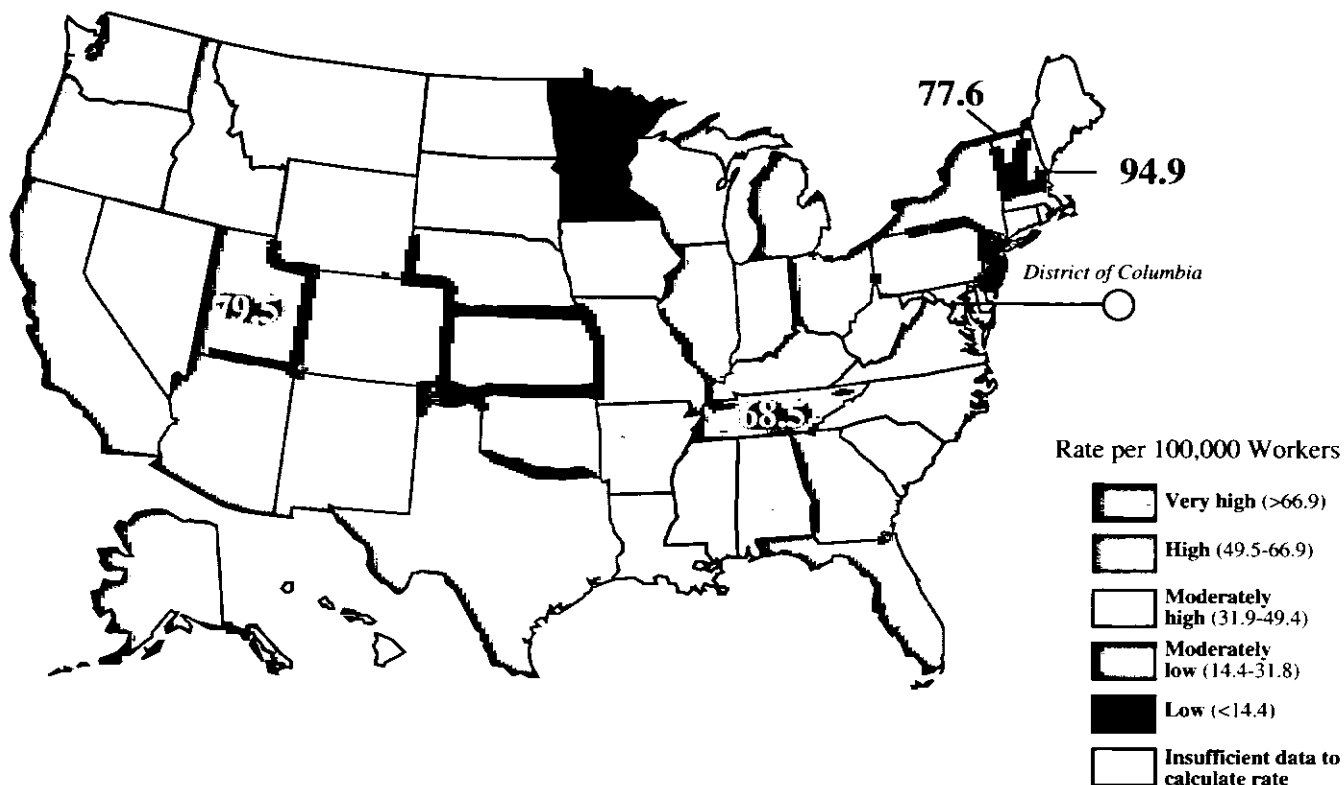 77.6
94.9
District of Columbia
79.5
68.5
Rate per 100,000 Workers
Very high (>66.9)
High (49.5-66.9)
Moderately
high (31.9-49.4)
Moderately
low (14.4-31.8)
Low (<14.4)
Insufficient data to
calculate rate